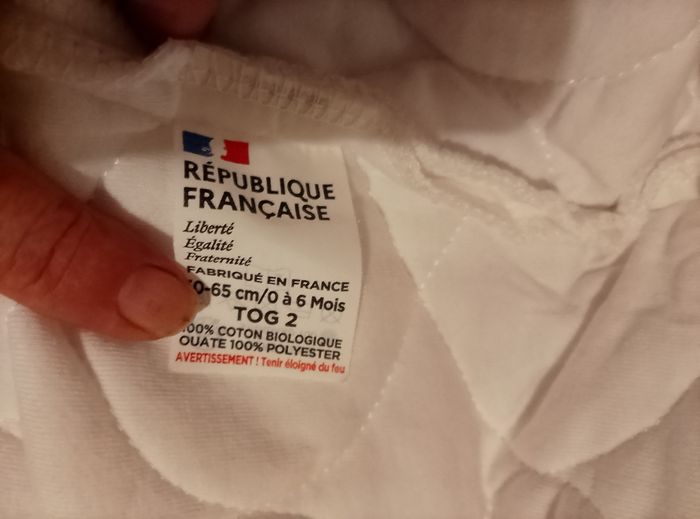 RÉPUBLIQUE
FRANÇAISE
Liberté
Égalité
Fraternité
FABRIQUÉ EN FRANCE
0-65 cm/0 à 6 Mois
TOG 2
100% COTON BIOLOGIQUE
OUATE 100% POLYESTER
AVERTISSEMENT ! Tenir éloigné du feu